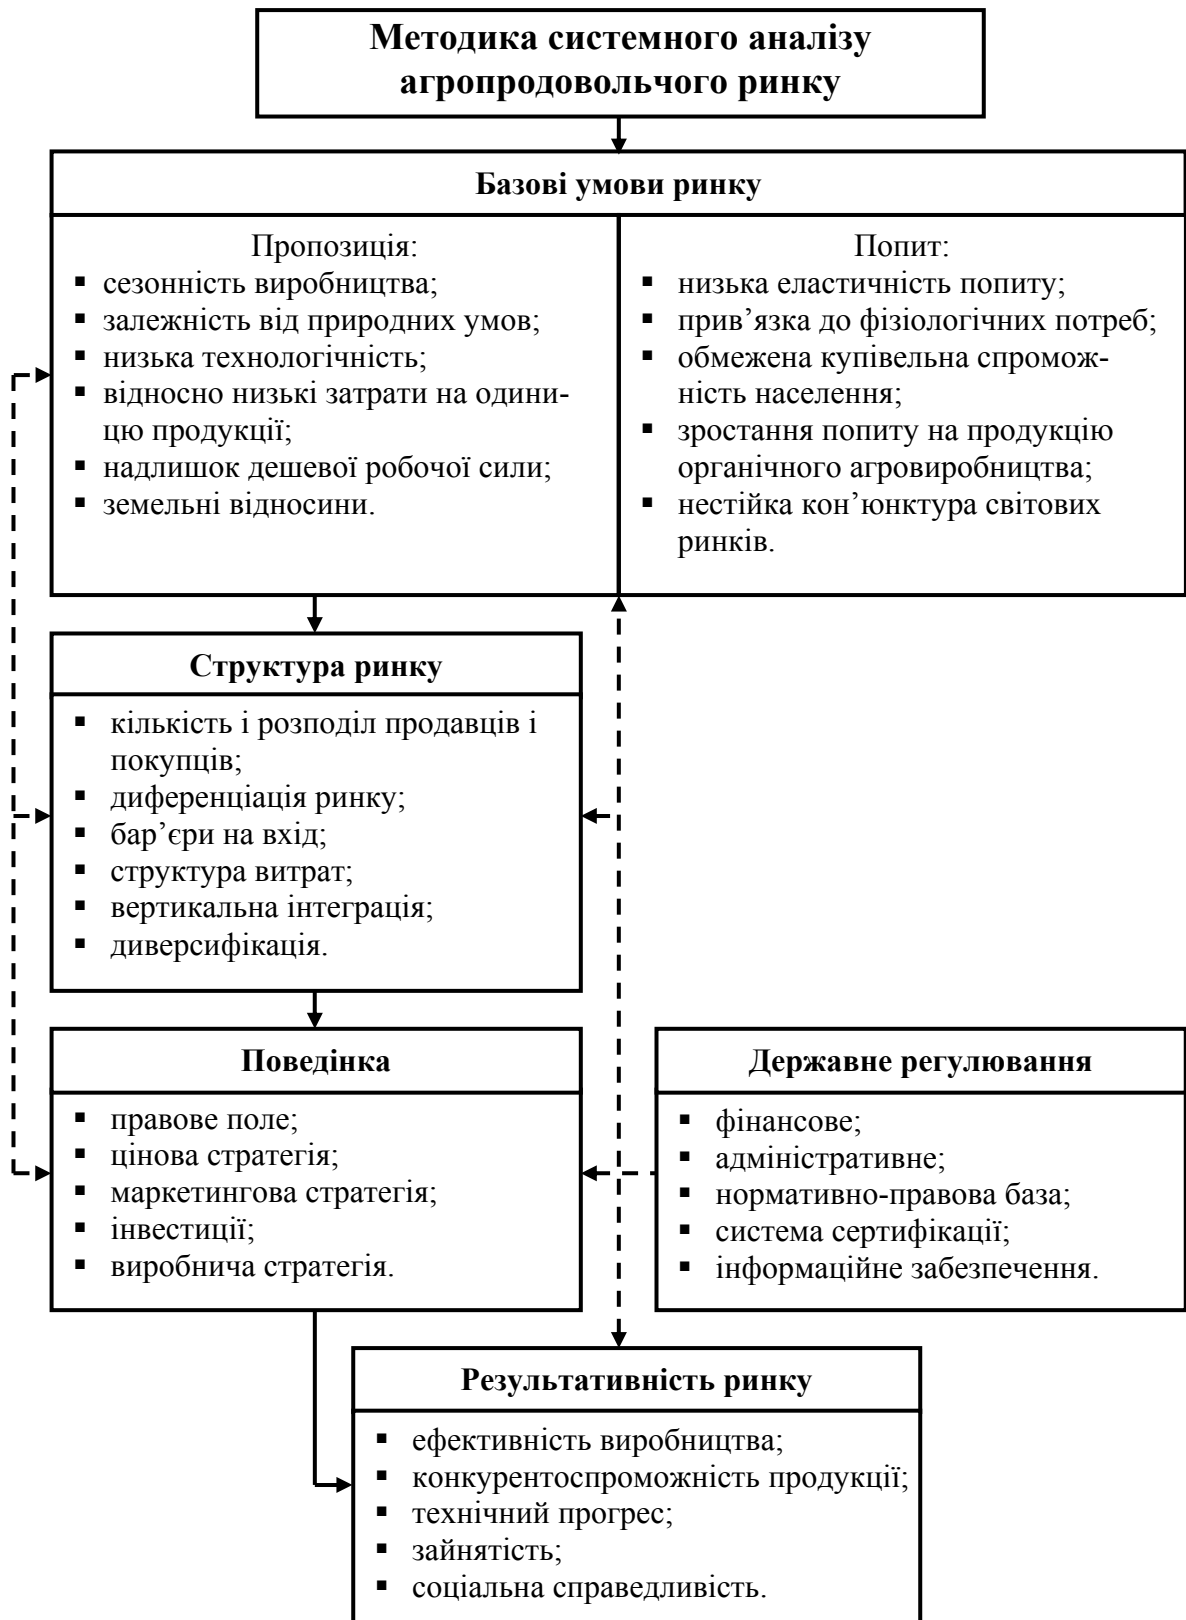 Методика системного аналізу
агропродовольчого ринку
Базові умови ринку
Пропозиція:
▪ сезонність виробництва;
▪ залежність від природних умов;
▪ низька технологічність;
▪ відносно низькі затрати на одини-
цю продукції;
▪ надлишок дешевої робочої сили;
▪ земельні відносини.
Попит:
▪ низька еластичність попиту;
▪ прив’язка до фізіологічних потреб;
▪ обмежена купівельна спромож-
ність населення;
▪ зростання попиту на продукцію
органічного агровиробництва;
▪ нестійка кон’юнктура світових
ринків.
Структура ринку
▪ кількість і розподіл продавців і
покупців;
▪ диференціація ринку;
▪ бар’єри на вхід;
▪ структура витрат;
▪ вертикальна інтеграція;
▪ диверсифікація.
Поведінка
▪ правове поле;
▪ цінова стратегія;
▪ маркетингова стратегія;
▪ інвестиції;
▪ виробнича стратегія.
Державне регулювання
▪ фінансове;
▪ адміністративне;
▪ нормативно-правова база;
▪ система сертифікації;
▪ інформаційне забезпечення.
Результативність ринку
▪ ефективність виробництва;
▪ конкурентоспроможність продукції;
▪ технічний прогрес;
▪ зайнятість;
▪ соціальна справедливість.